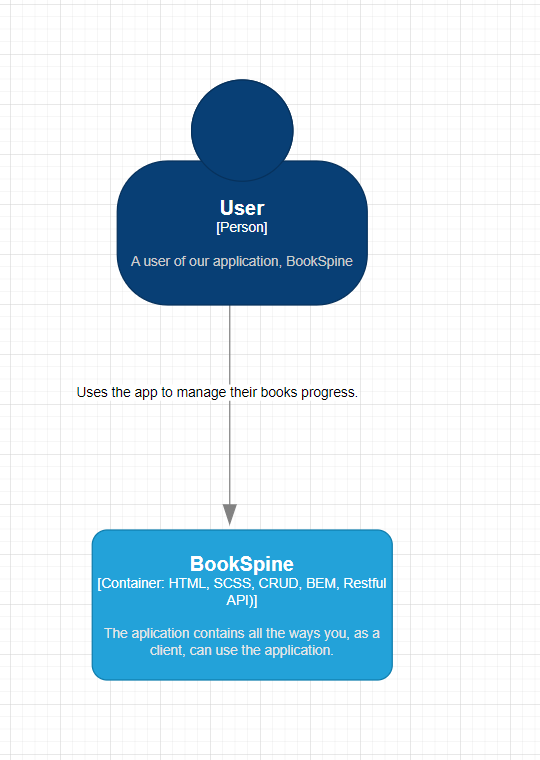 User
[Person]
A user of our application, BookSpine
Uses the app to manage their books progress.
BookSpine
[Container: HTML, SCSS, CRUD, BEM, Restful
API)]
The aplication contains all the ways you, as a
client, can use the application.